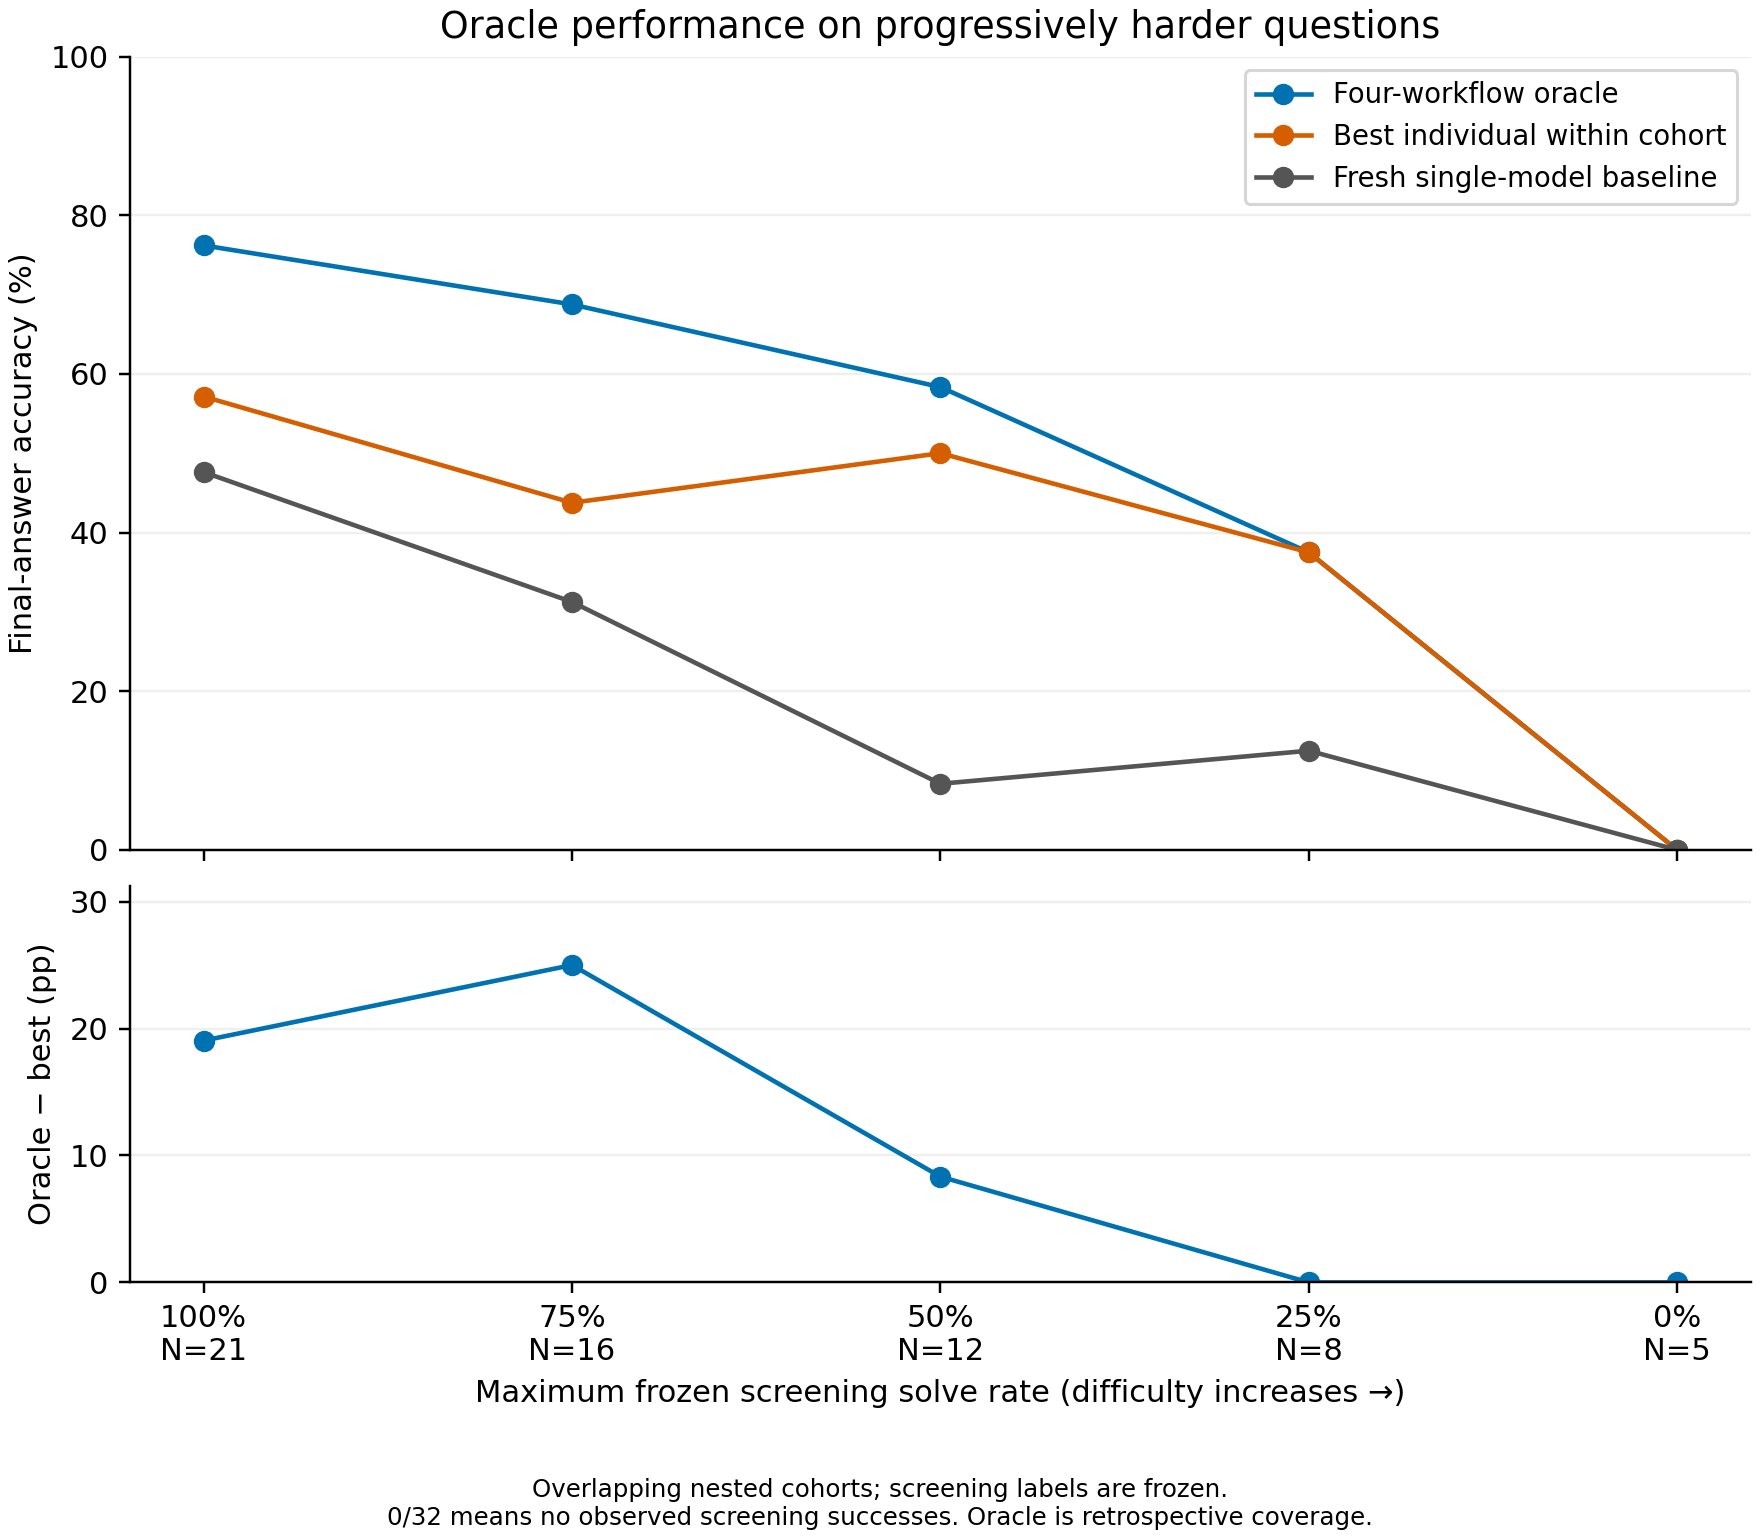 Oracle performance on progressively harder questions
100
80
60
40
20
0
Final-answer accuracy (%)
Four-workflow oracle
Best individual within cohort
Fresh single-model baseline
30
20
10
0
Oracle − best (pp)
100% 75% 50% 25% 0%
N=21 N=16 N=12 N=8 N=5
Maximum frozen screening solve rate (difficulty increases →)
Overlapping nested cohorts; screening labels are frozen.
0/32 means no observed screening successes. Oracle is retrospective coverage.